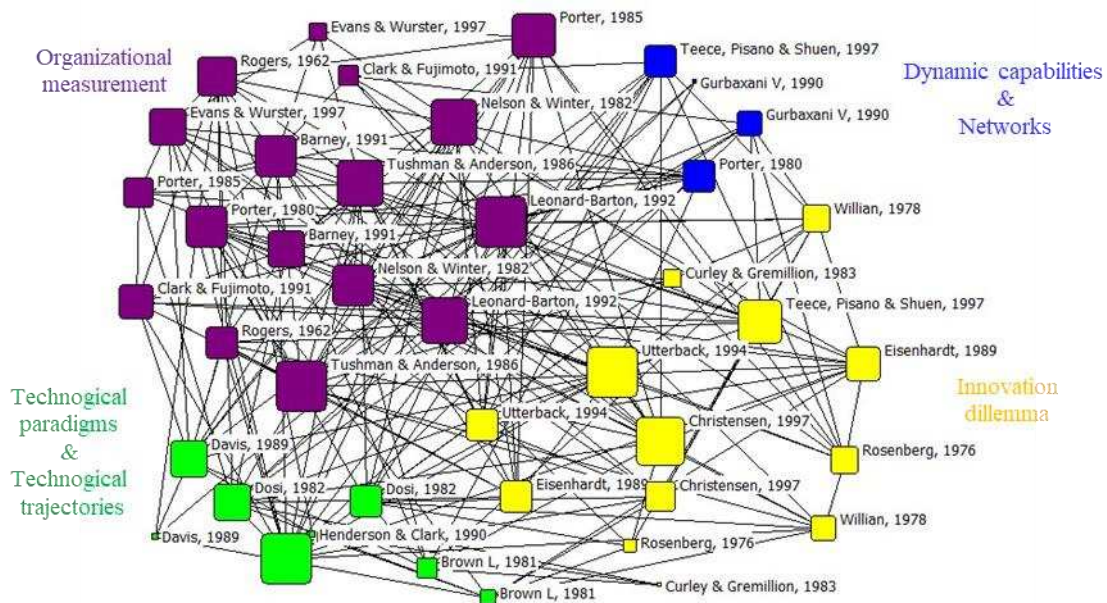 Evans & Wurster, 1997
Porter, 1985
Organizational
measurement
Rogers, 1962
Clark & Fujimoto, 1991
Teece, Pisano & Shuen, 1997
Gurbaxani V, 1990
Dynamic capabilities
&
Networks
Nelson & Winter, 1982
Evans & Wurster, 1997
Gurbaxani V, 1990
Barney, 1991
Tushman & Anderson, 1986
Porter, 1980
Porter, 1985
Leonard-Barton, 1992
Porter, 1980
Willian, 1978
Barney, 1991
Nelson & Winter, 1982
Curley & Gremillion, 1983
Clark & Fujimoto, 1991
Leonard-Barton, 1992
Teece, Pisano & Shuen, 1997
Rogers, 1962
Utterback, 1994
Eisenhardt, 1989
Tushman & Anderson, 1986
Technogical
paradigms
&
Technogical
trajectories
Innovation
dillemma
Utterback, 1994
Christensen, 1997
Davis, 1989
Rosenberg, 1976
Dosi, 1982
Dosi, 1982
Eisenhardt, 1989
Christensen, 1997
Willian, 1978
Davis, 1989
Henderson & Clark, 1990
Rosenberg, 1976
Brown L, 1981
Curley & Gremillion, 1983
Brown L, 1981